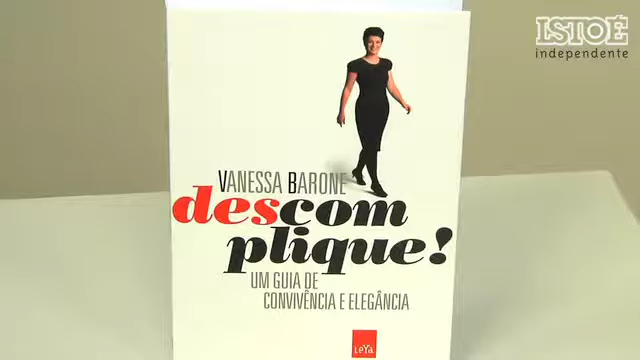 ISTOÉ
independente
VANESSA BARONE
descom
plique!
UM GUIA DE
CONVIVÊNCIA E ELEGÂNCIA
LeYa